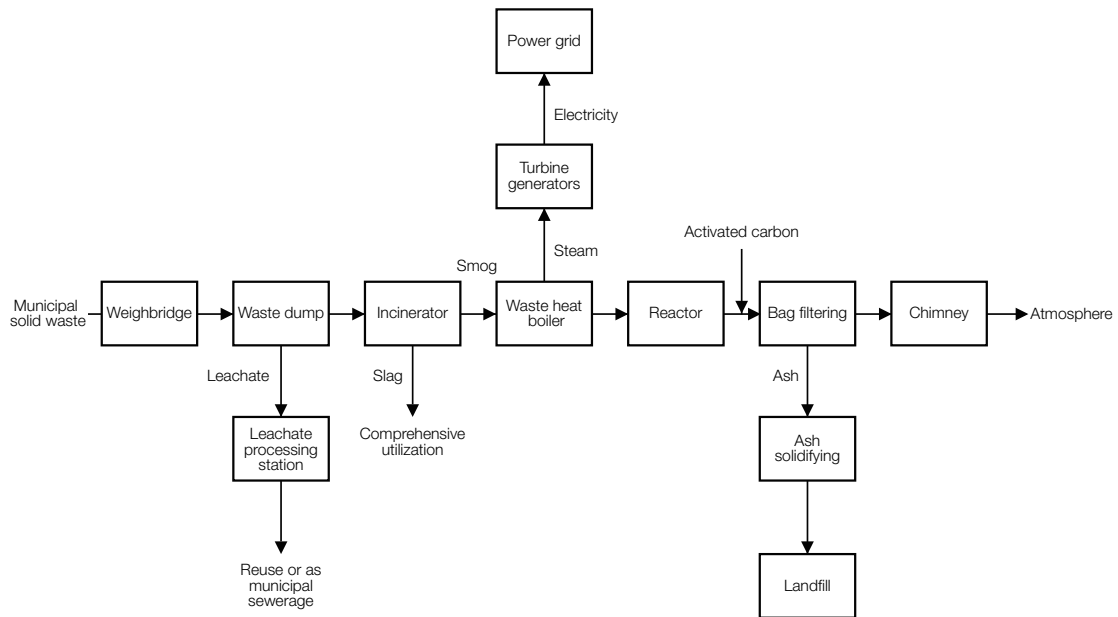 Power grid
Electricity
Turbine
generators
Activated carbon
Steam
Smog
Municipal
solid waste
Weighbridge
Waste dump
Incinerator
Waste heat
boiler
Reactor
Bag filtering
Chimney
Atmosphere
Leachate
Slag
Ash
Leachate
processing
station
Comprehensive
utilization
Ash
solidifying
Reuse or as
municipal
sewerage
Landfill